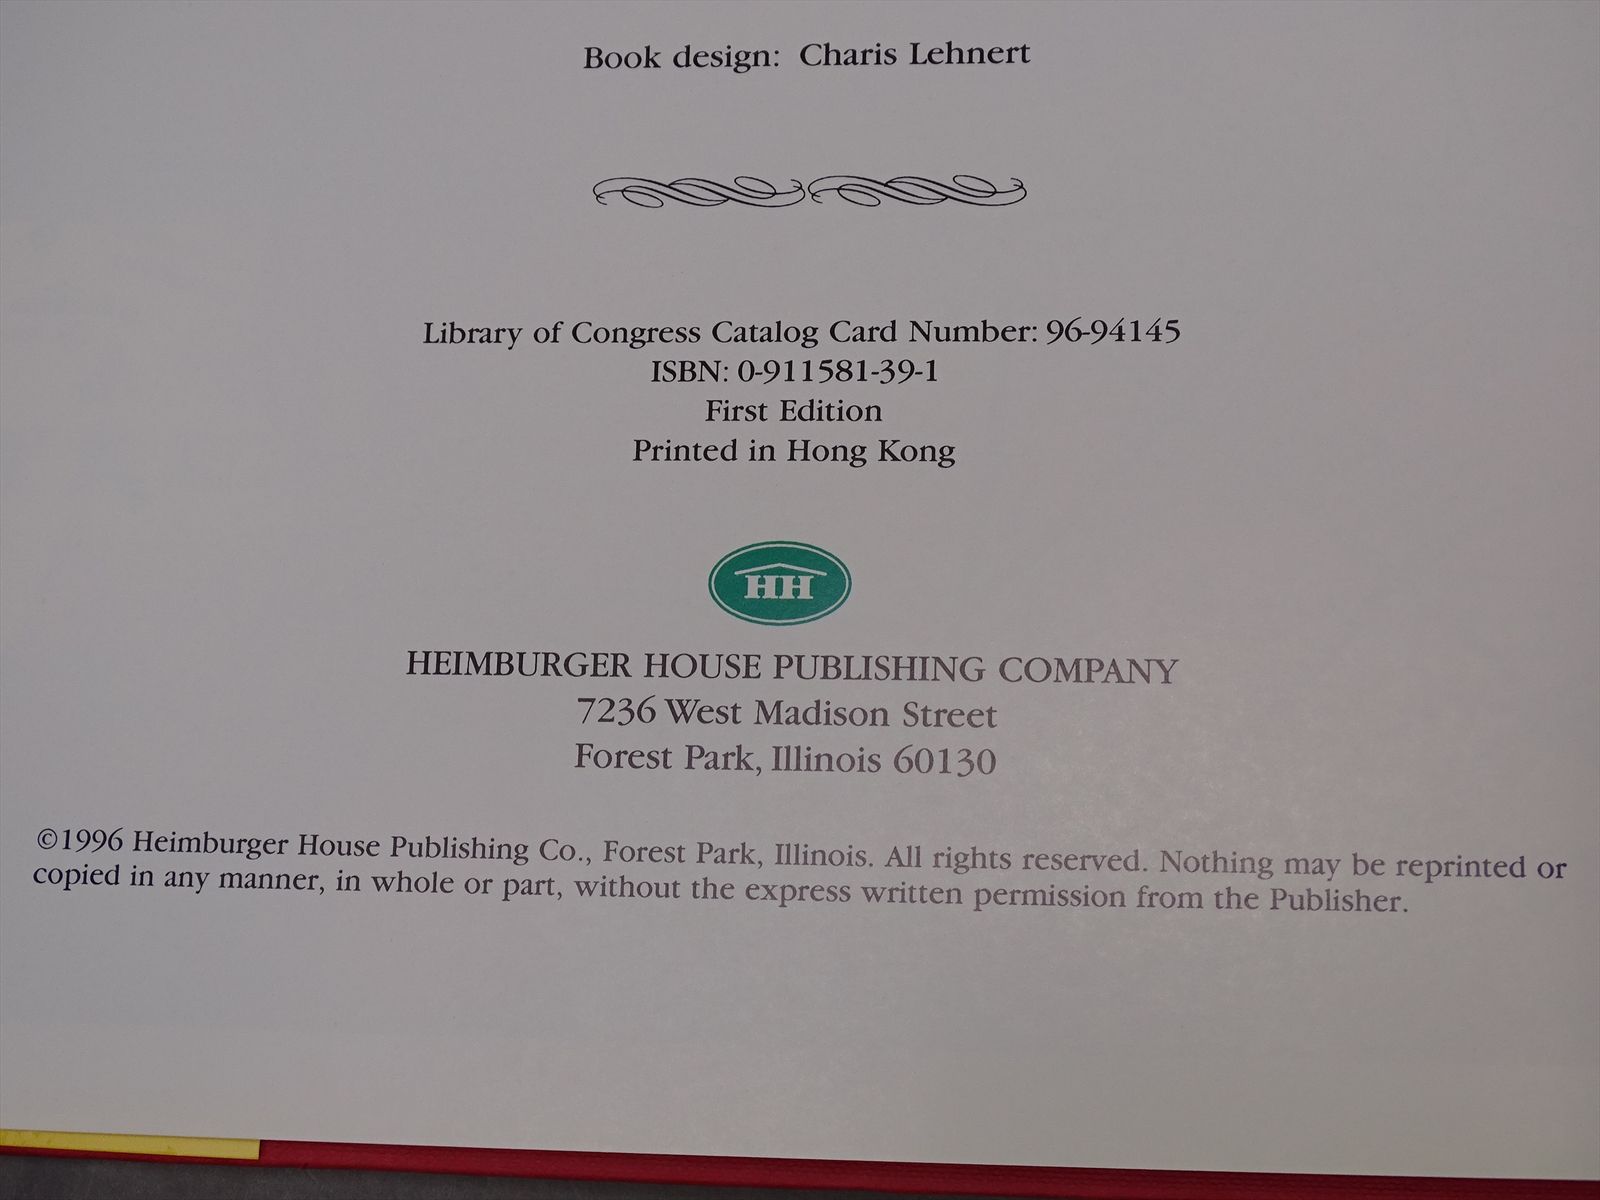 Book design: Charis Lehnert
Library of Congress Catalog Card Number: 96-94145
ISBN: 0-911581-39-1
First Edition
Printed in Hong Kong
HH
HEIMBURGER HOUSE PUBLISHING COMPANY
7236 West Madison Street
Forest Park, Illinois 60130
©1996 Heimburger House Publishing Co., Forest Park, Illinois. All rights reserved. Nothing may be reprinted or
copied in any manner, in whole or part, without the express written permission from the Publisher.